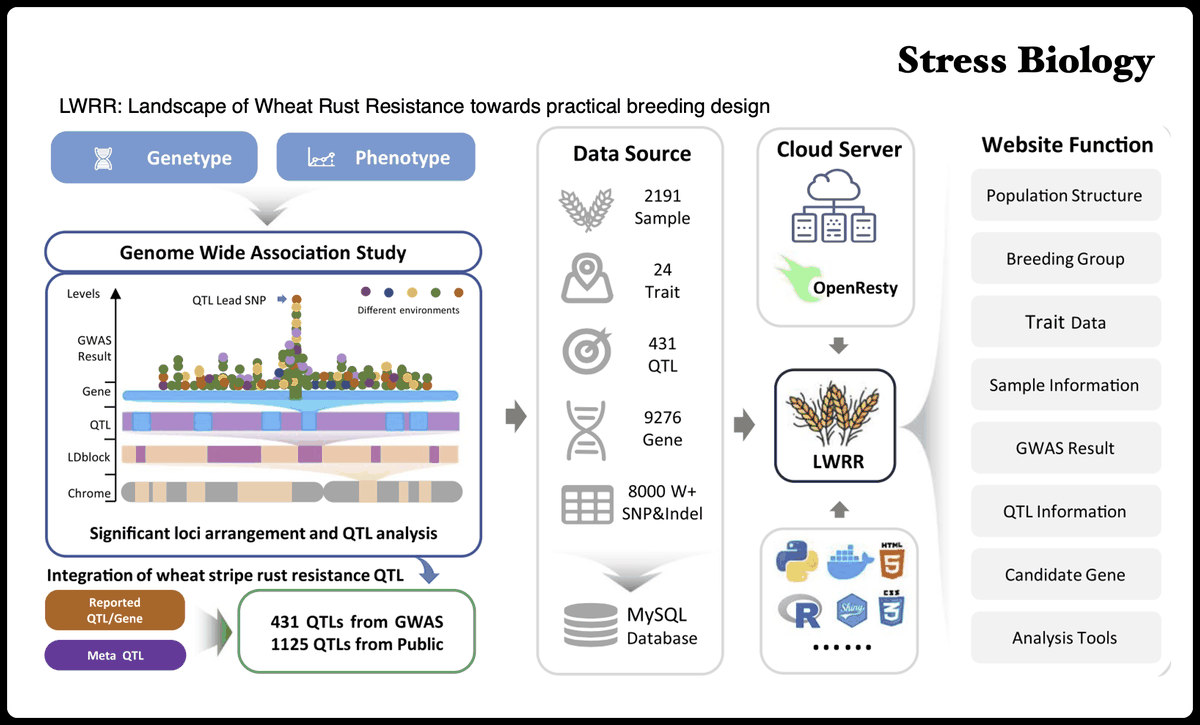 Stress Biology
LWRR: Landscape of Wheat Rust Resistance towards practical breeding design
Genetype
Phenotype
Genome Wide Association Study
Levels
QTL Lead SNP
Different environments
GWAS
Result
Gene
QTL
LDblock
Chrome
Significant loci arrangement and QTL analysis
Integration of wheat stripe rust resistance QTL
Reported
QTL/Gene
Meta QTL
431 QTLs from GWAS
1125 QTLs from Public
Data Source
2191
Sample
24
Trait
431
QTL
9276
Gene
8000 W+
SNP&Indel
MySQL
Database
Cloud Server
OpenResty
LWRR
HTML
5
R
Shiny
CSS
3
......
Website Function
Population Structure
Breeding Group
Trait Data
Sample Information
GWAS Result
QTL Information
Candidate Gene
Analysis Tools